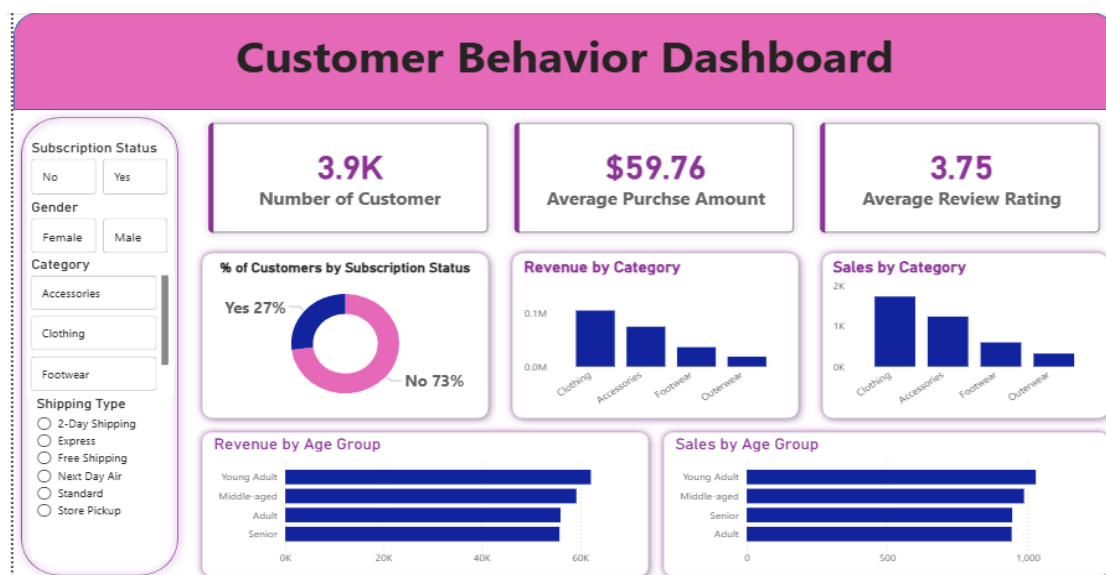 Customer Behavior Dashboard
Subscription Status
No
Yes
Gender
Female
Male
Category
Accessories
Clothing
Footwear
Shipping Type
2-Day Shipping
Express
Free Shipping
Next Day Air
Standard
Store Pickup
3.9K
Number of Customer
$59.76
Average Purchse Amount
3.75
Average Review Rating
% of Customers by Subscription Status
Yes 27%
No 73%
Revenue by Category
0.1M
0.0M
Clothing
Accessories
Footwear
Outerwear
Sales by Category
2K
1K
0K
Clothing
Accessories
Footwear
Outerwear
Revenue by Age Group
Young Adult
Middle-aged
Adult
Senior
0K
20K
40K
60K
Sales by Age Group
Young Adult
Middle-aged
Senior
Adult
0
500
1,000